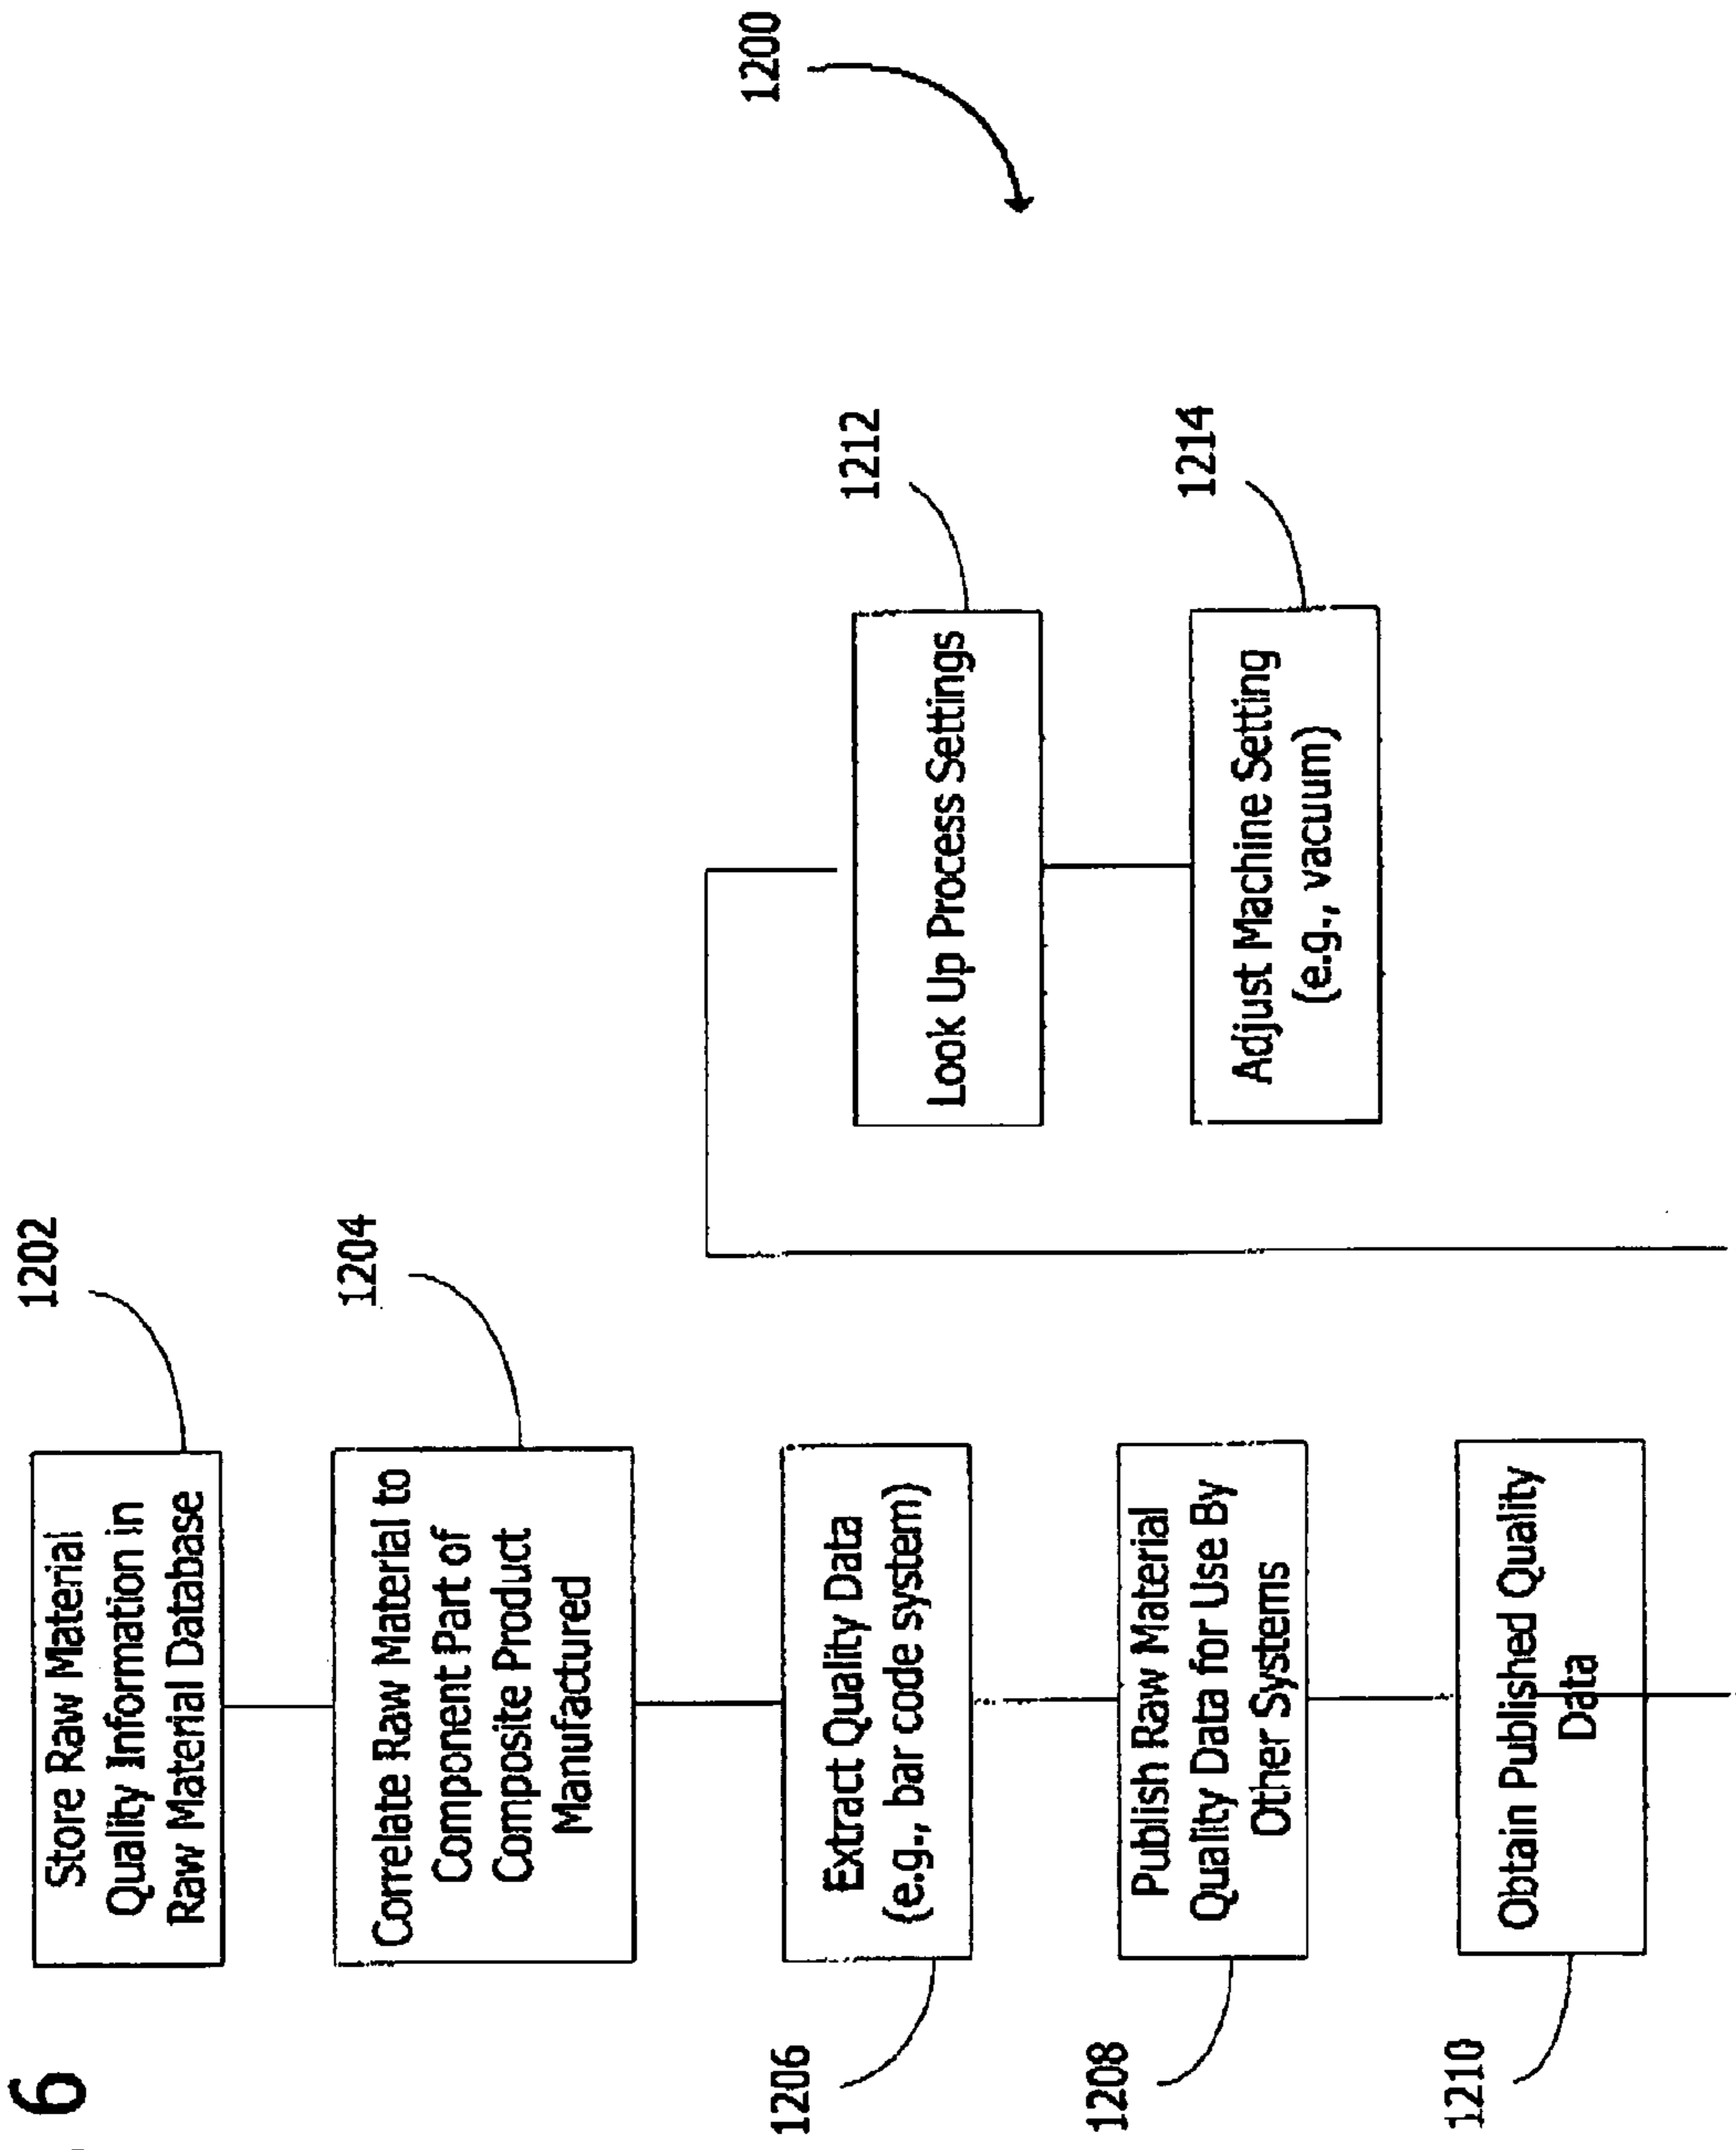 6
1202
Store Raw Material
Quality Information in
Raw Material Database
1204
Correlate Raw Material to
Component Part of
Composite Product
Manufactured
1206
Extract Quality Data
(e.g., bar code system)
1208
Publish Raw Material
Quality Data for Use By
Other Systems
1210
Obtain Published Quality
Data
1200
1212
Look Up Process Settings
1214
Adjust Machine Setting
(e.g., vacuum)